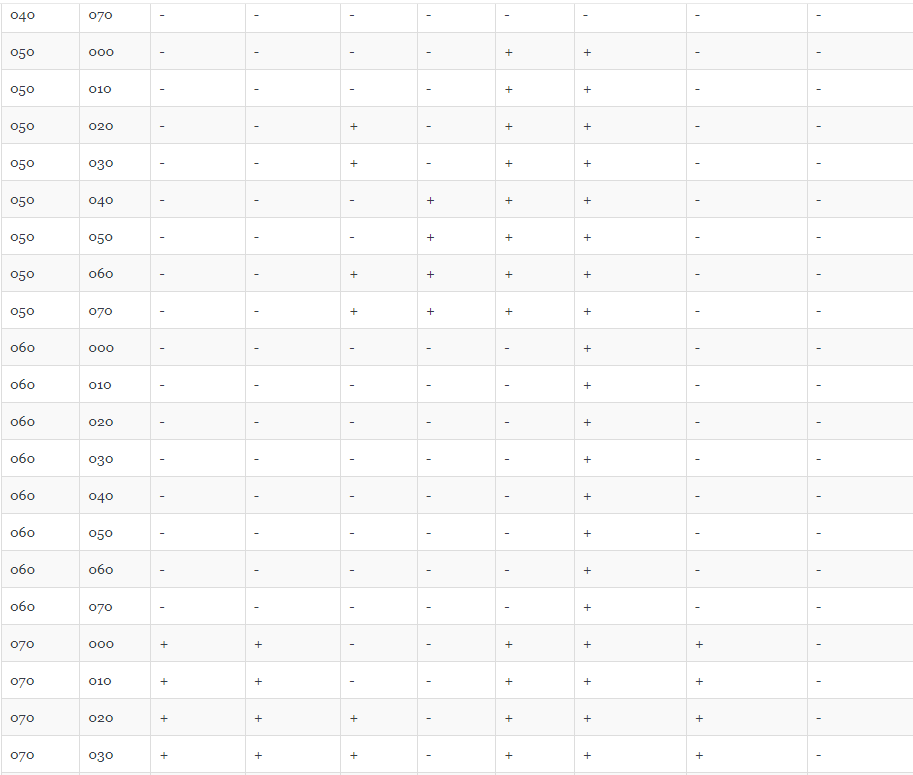 040 070 - - - - - - - -
050 000 - - - - + + - -
050 010 - - - - + + - -
050 020 - - + - + + - -
050 030 - - + - + + - -
050 040 - - - + + + - -
050 050 - - - + + + - -
050 060 - - + + + + - -
050 070 - - + + + + - -
060 000 - - - - - + - -
060 010 - - - - - + - -
060 020 - - - - - + - -
060 030 - - - - - + - -
060 040 - - - - - + - -
060 050 - - - - - + - -
060 060 - - - - - + - -
060 070 - - - - - + - -
070 000 + + - - + + + -
070 010 + + - - + + + -
070 020 + + + - + + + -
070 030 + + + - + + + -